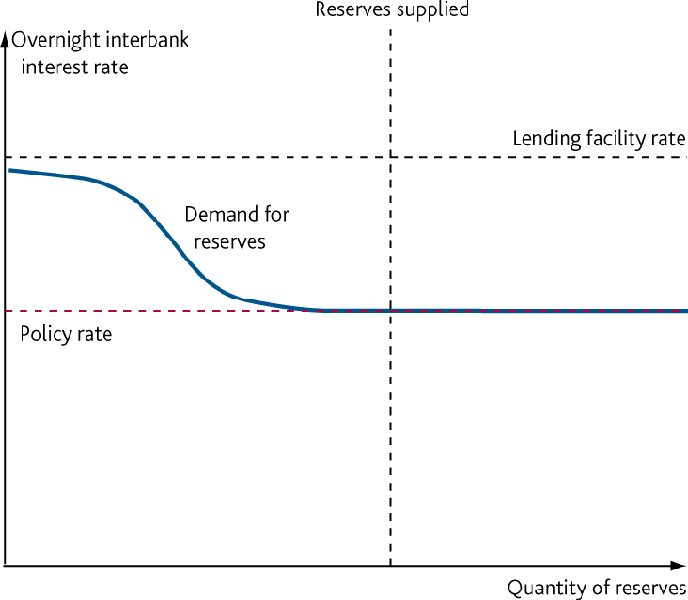 Reserves supplied
Overnight interbank
interest rate
Lending facility rate
Demand for
reserves
Policy rate
Quantity of reserves